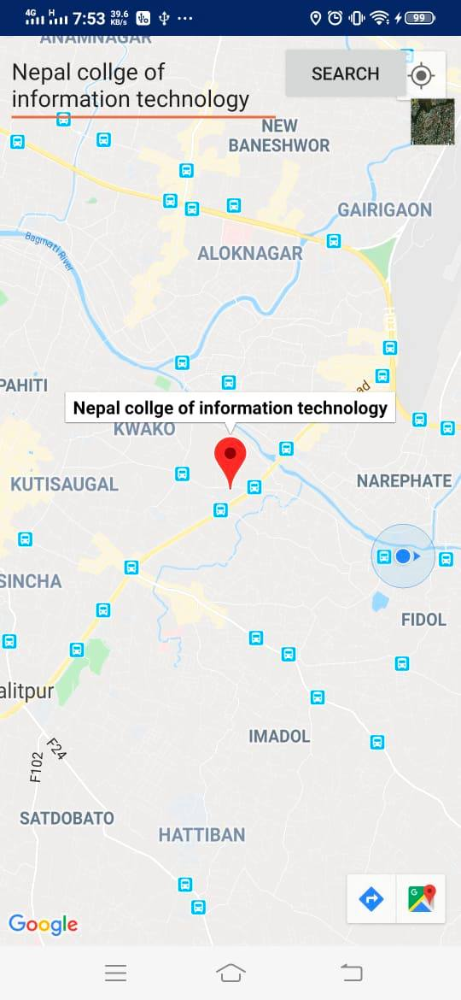 4G H 7:53 39.6 KB/s 99
ANAMNAGAR
Nepal collge of
information technology
SEARCH
NEW
BANESHWOR
GAIRIGAON
Bagmati River
ALOKNAGAR
PAHITI
ad
Nepal collge of information technology
KWAKO
KUTISAUGAL
NAREPHATE
SINCHA
FIDOL
alitpur
IMADOL
F24
F102
SATDOBATO
HATTIBAN
G
Google